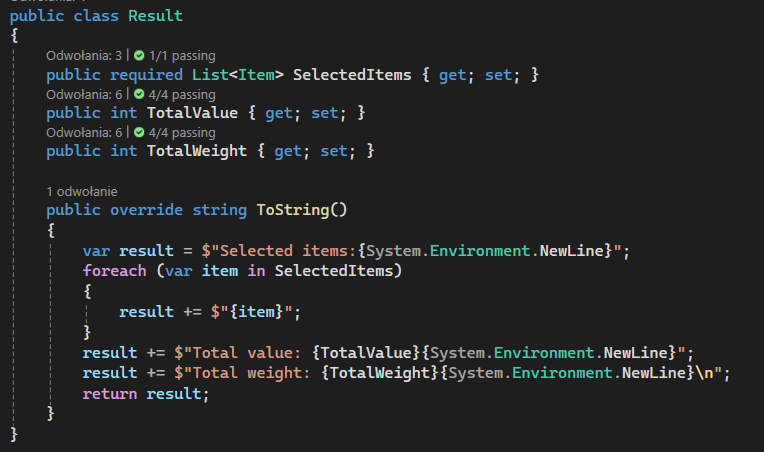 public class Result
{
Odwołania: 3 | 1/1 passing
public required List<Item> SelectedItems { get; set; }
Odwołania: 6 | 4/4 passing
public int TotalValue { get; set; }
Odwołania: 6 | 4/4 passing
public int TotalWeight { get; set; }
1 odwołanie
public override string ToString()
{
var result = $"Selected items:{System.Environment.NewLine}";
foreach (var item in SelectedItems)
{
result += $"{item}";
}
result += $"Total value: {TotalValue}{System.Environment.NewLine}";
result += $"Total weight: {TotalWeight}{System.Environment.NewLine}\n";
return result;
}
}